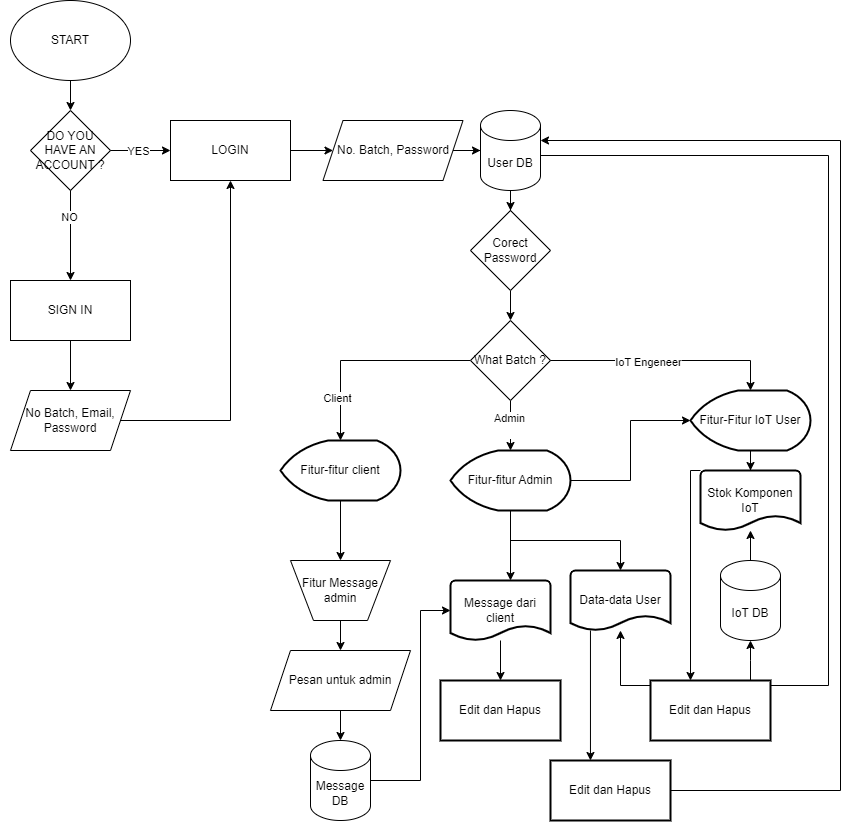 START
DO YOU
HAVE AN
ACCOUNT ?
YES
LOGIN
No. Batch, Password
User DB
NO
Corect
Password
SIGN IN
What Batch ?
IoT Engeneer
Client
Admin
No Batch, Email,
Password
Fitur-Fitur IoT User
Fitur-fitur client
Fitur-fitur Admin
Stok Komponen
IoT
Fitur Message
admin
Message dari
client
Data-data User
IoT DB
Pesan untuk admin
Edit dan Hapus
Edit dan Hapus
Message
DB
Edit dan Hapus